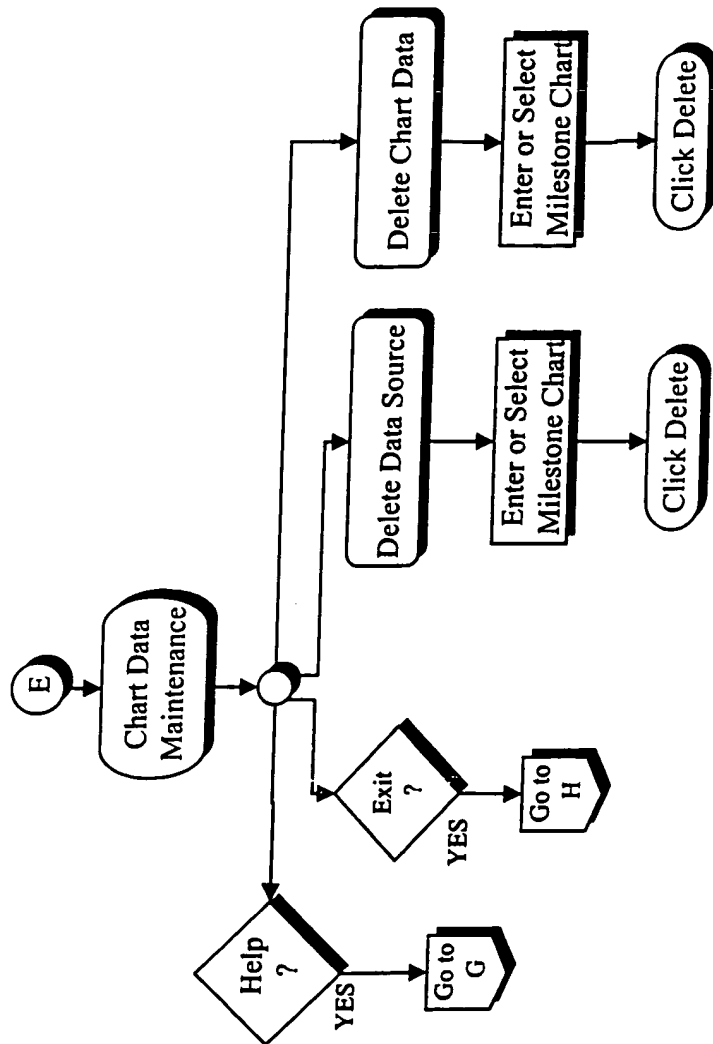 E
Chart Data
Maintenance
Help
?
YES
Go to
G
Exit
?
YES
Go to
H
Delete Data Source
Enter or Select
Milestone Chart
Click Delete
Delete Chart Data
Enter or Select
Milestone Chart
Click Delete